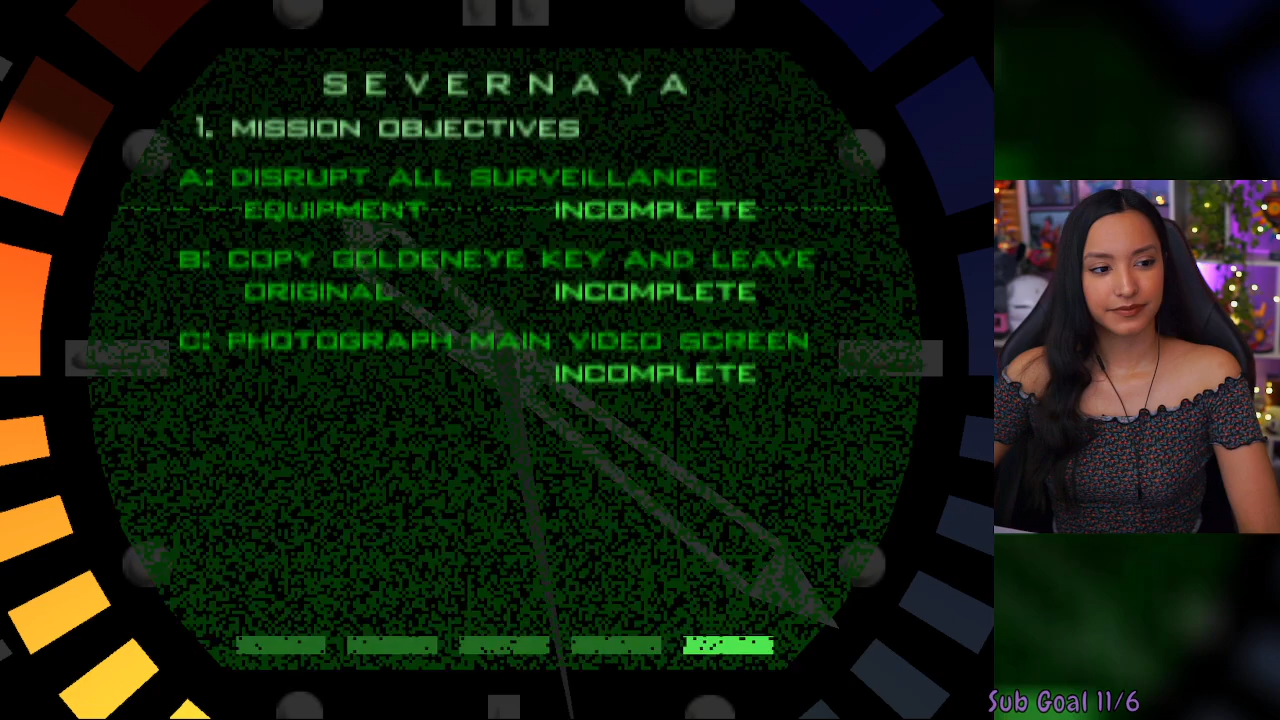 SEVERNAYA
1. MISSION OBJECTIVES
A: DISRUPT ALL SURVEILLANCE
EQUIPMENT INCOMPLETE
B: COPY GOLDENEYE KEY AND LEAVE
ORIGINAL INCOMPLETE
C: PHOTOGRAPH MAIN VIDEO SCREEN
INCOMPLETE
Sub Goal 11/6